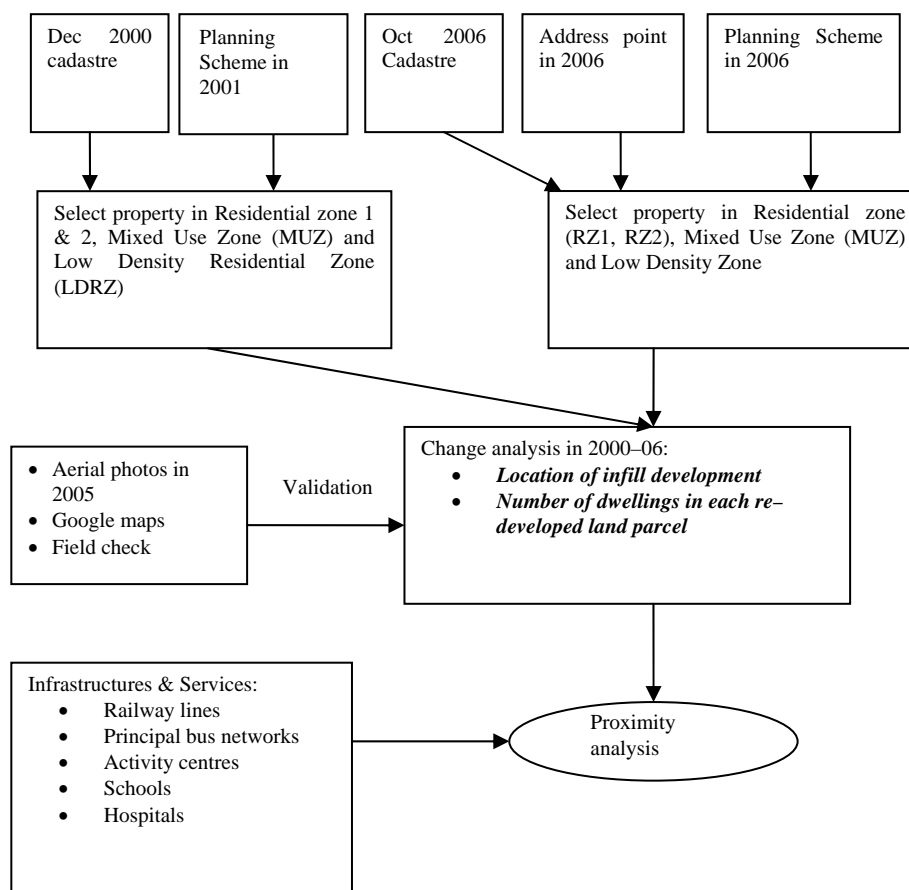 Dec 2000
cadastre
Planning
Scheme in
2001
Oct 2006
Cadastre
Address point
in 2006
Planning Scheme
in 2006
Select property in Residential zone 1
& 2, Mixed Use Zone (MUZ) and
Low Density Residential Zone
(LDRZ)
Select property in Residential zone
(RZ1, RZ2), Mixed Use Zone (MUZ)
and Low Density Zone
• Aerial photos in
2005
• Google maps
• Field check
Validation
Change analysis in 2000–06:
• Location of infill development
• Number of dwellings in each re–
developed land parcel
Infrastructures & Services:
• Railway lines
• Principal bus networks
• Activity centres
• Schools
• Hospitals
Proximity
analysis